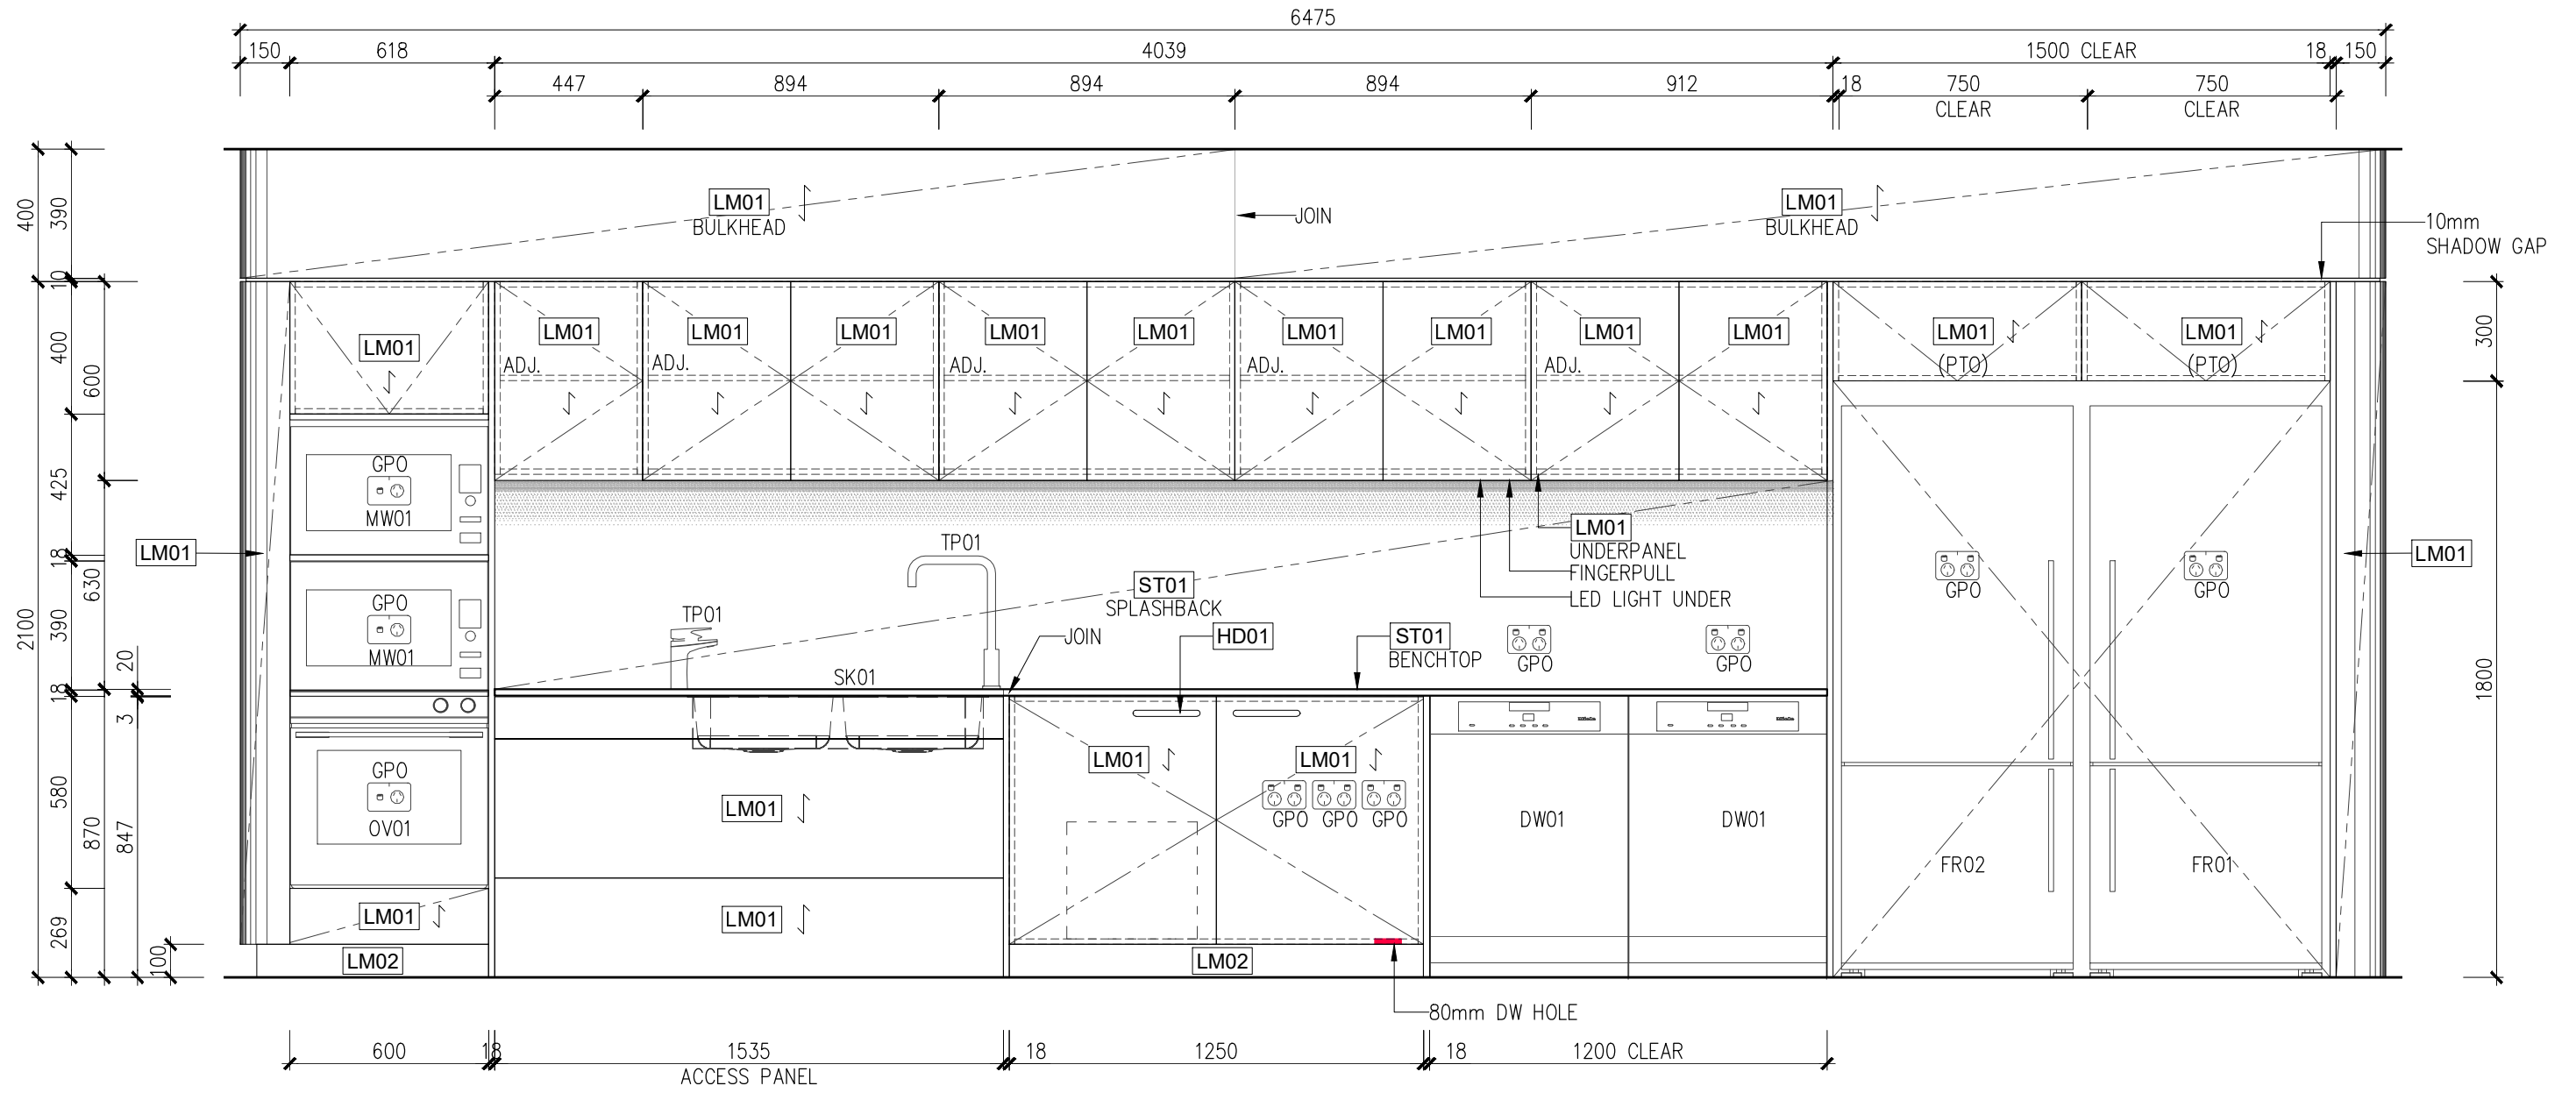 6475
150
618
4039
1500 CLEAR
18
150
447
894
894
894
912
18
750
CLEAR
750
CLEAR
LM01
BULKHEAD
JOIN
LM01
BULKHEAD
10mm
SHADOW GAP
400
390
10
2100
400
600
425
18
630
390
20
18
3
580
870
847
269
100
300
1800
LM01
LM01
ADJ.
LM01
ADJ.
LM01
LM01
ADJ.
LM01
LM01
ADJ.
LM01
LM01
ADJ.
LM01
LM01
(PTO)
LM01
(PTO)
GPO
MW01
LM01
GPO
MW01
TP01
TP01
ST01
SPLASHBACK
LM01
UNDERPANEL
FINGERPULL
LED LIGHT UNDER
GPO
GPO
LM01
JOIN
HD01
ST01
BENCHTOP
GPO
GPO
SK01
GPO
OV01
LM01
LM01
LM01
GPO
GPO
GPO
DW01
DW01
FR02
FR01
LM01
LM01
LM02
LM02
80mm DW HOLE
600
18
1535
ACCESS PANEL
18
1250
18
1200 CLEAR